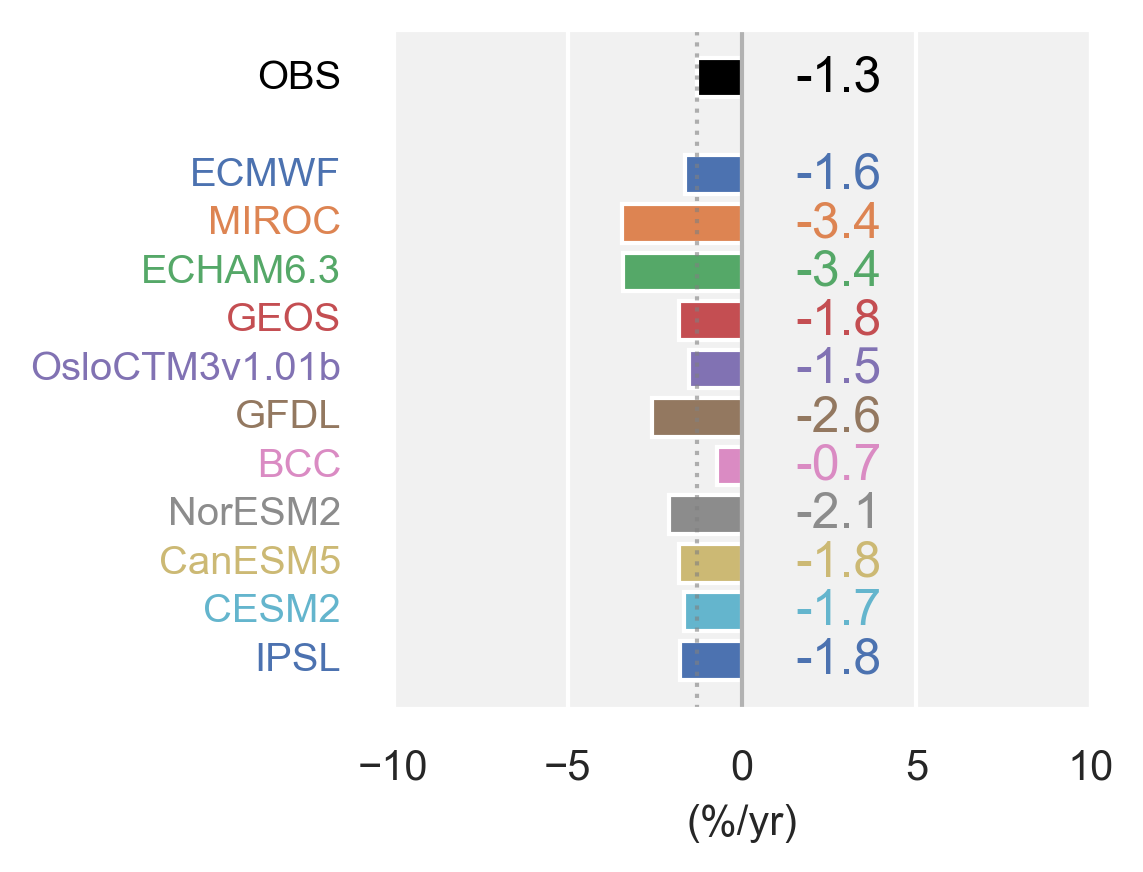 OBS -1.3
ECMWF -1.6
MIROC -3.4
ECHAM6.3 -3.4
GEOS -1.8
OsloCTM3v1.01b -1.5
GFDL -2.6
BCC -0.7
NorESM2 -2.1
CanESM5 -1.8
CESM2 -1.7
IPSL -1.8
−10 −5 0 5 10
(%/yr)